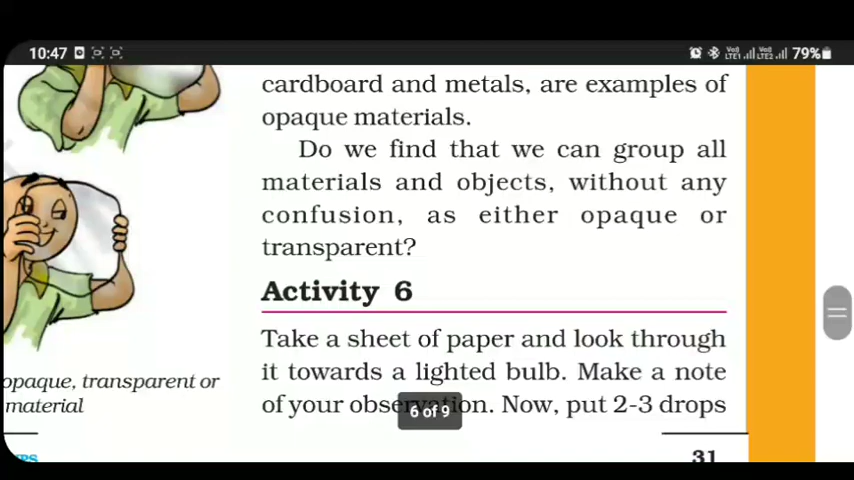 10:47
79%
cardboard and metals, are examples of
opaque materials.
Do we find that we can group all
materials and objects, without any
confusion, as either opaque or
transparent?
Activity 6
Take a sheet of paper and look through
it towards a lighted bulb. Make a note
of your observation. Now, put 2-3 drops
6 of 9
opaque, transparent or
material
31